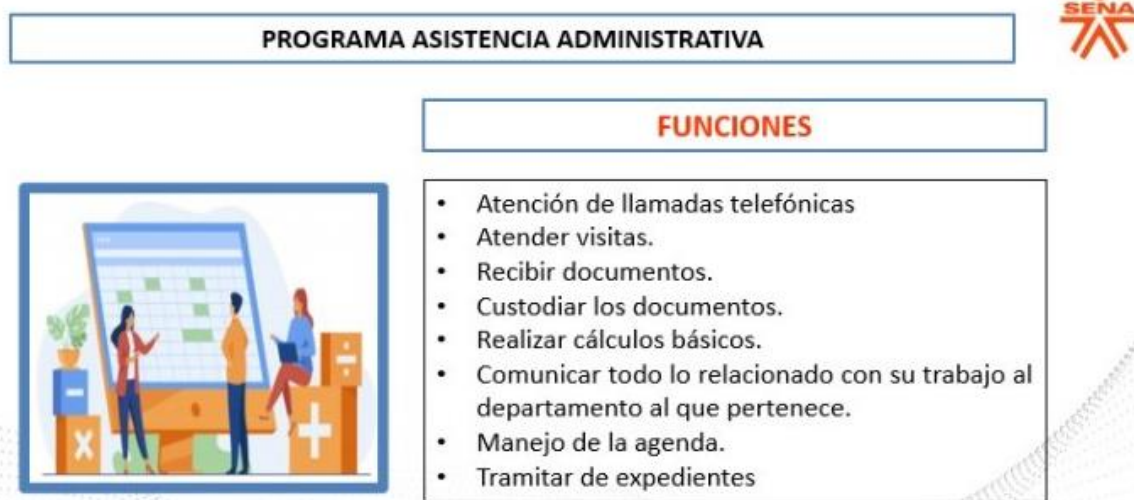 SENA
PROGRAMA ASISTENCIA ADMINISTRATIVA
FUNCIONES
• Atención de llamadas telefónicas
• Atender visitas.
• Recibir documentos.
• Custodiar los documentos.
• Realizar cálculos básicos.
• Comunicar todo lo relacionado con su trabajo al
departamento al que pertenece.
• Manejo de la agenda.
• Tramitar de expedientes